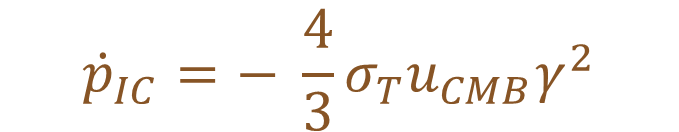 ṗ_IC = − 4/3 σ_T u_CMB γ²